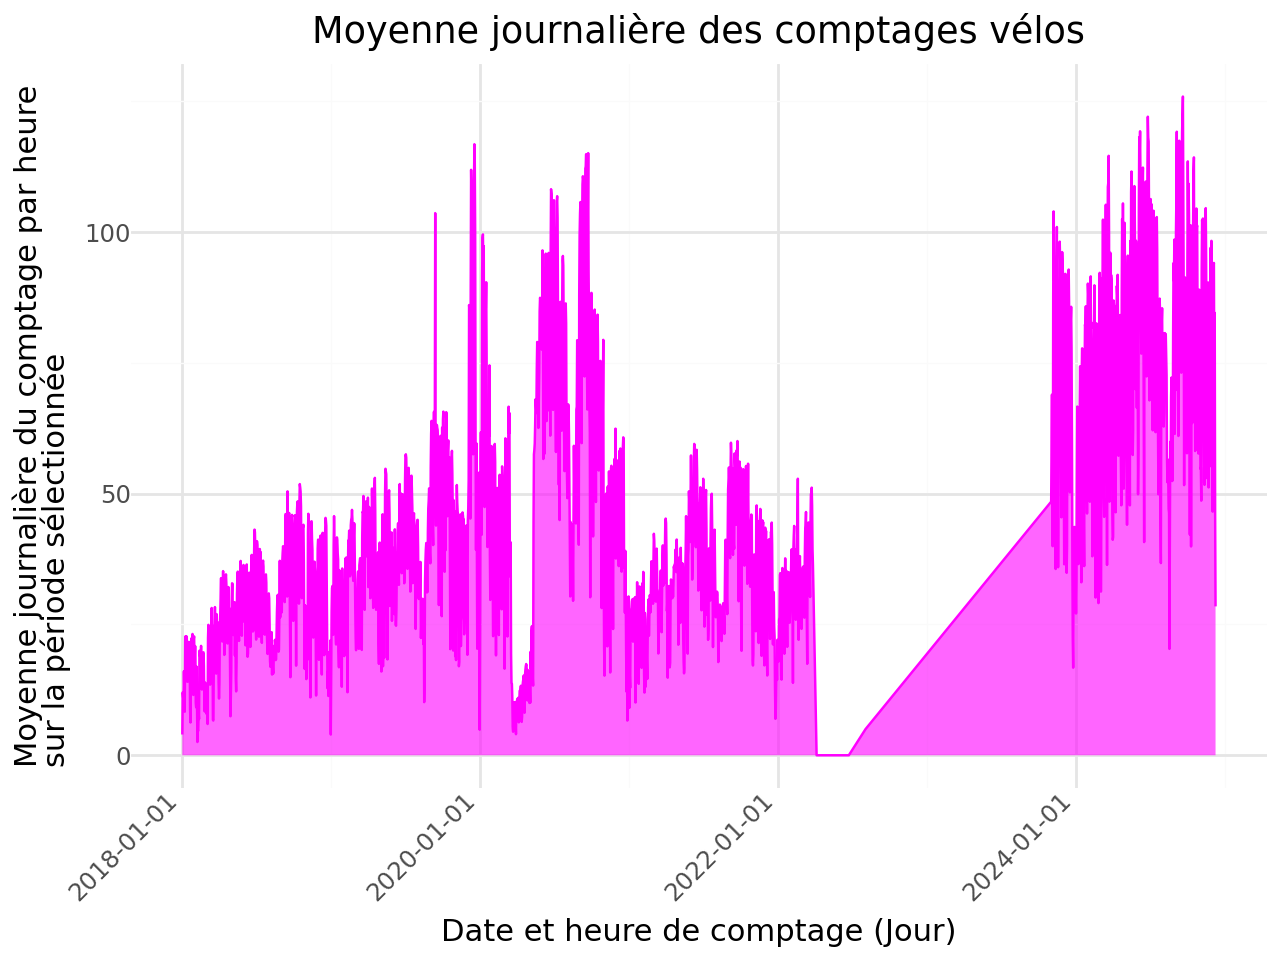 Moyenne journalière des comptages vélos
Moyenne journalière du comptage par heure
sur la période sélectionnée
100
50
0
2018-01-01
2020-01-01
2022-01-01
2024-01-01
Date et heure de comptage (Jour)